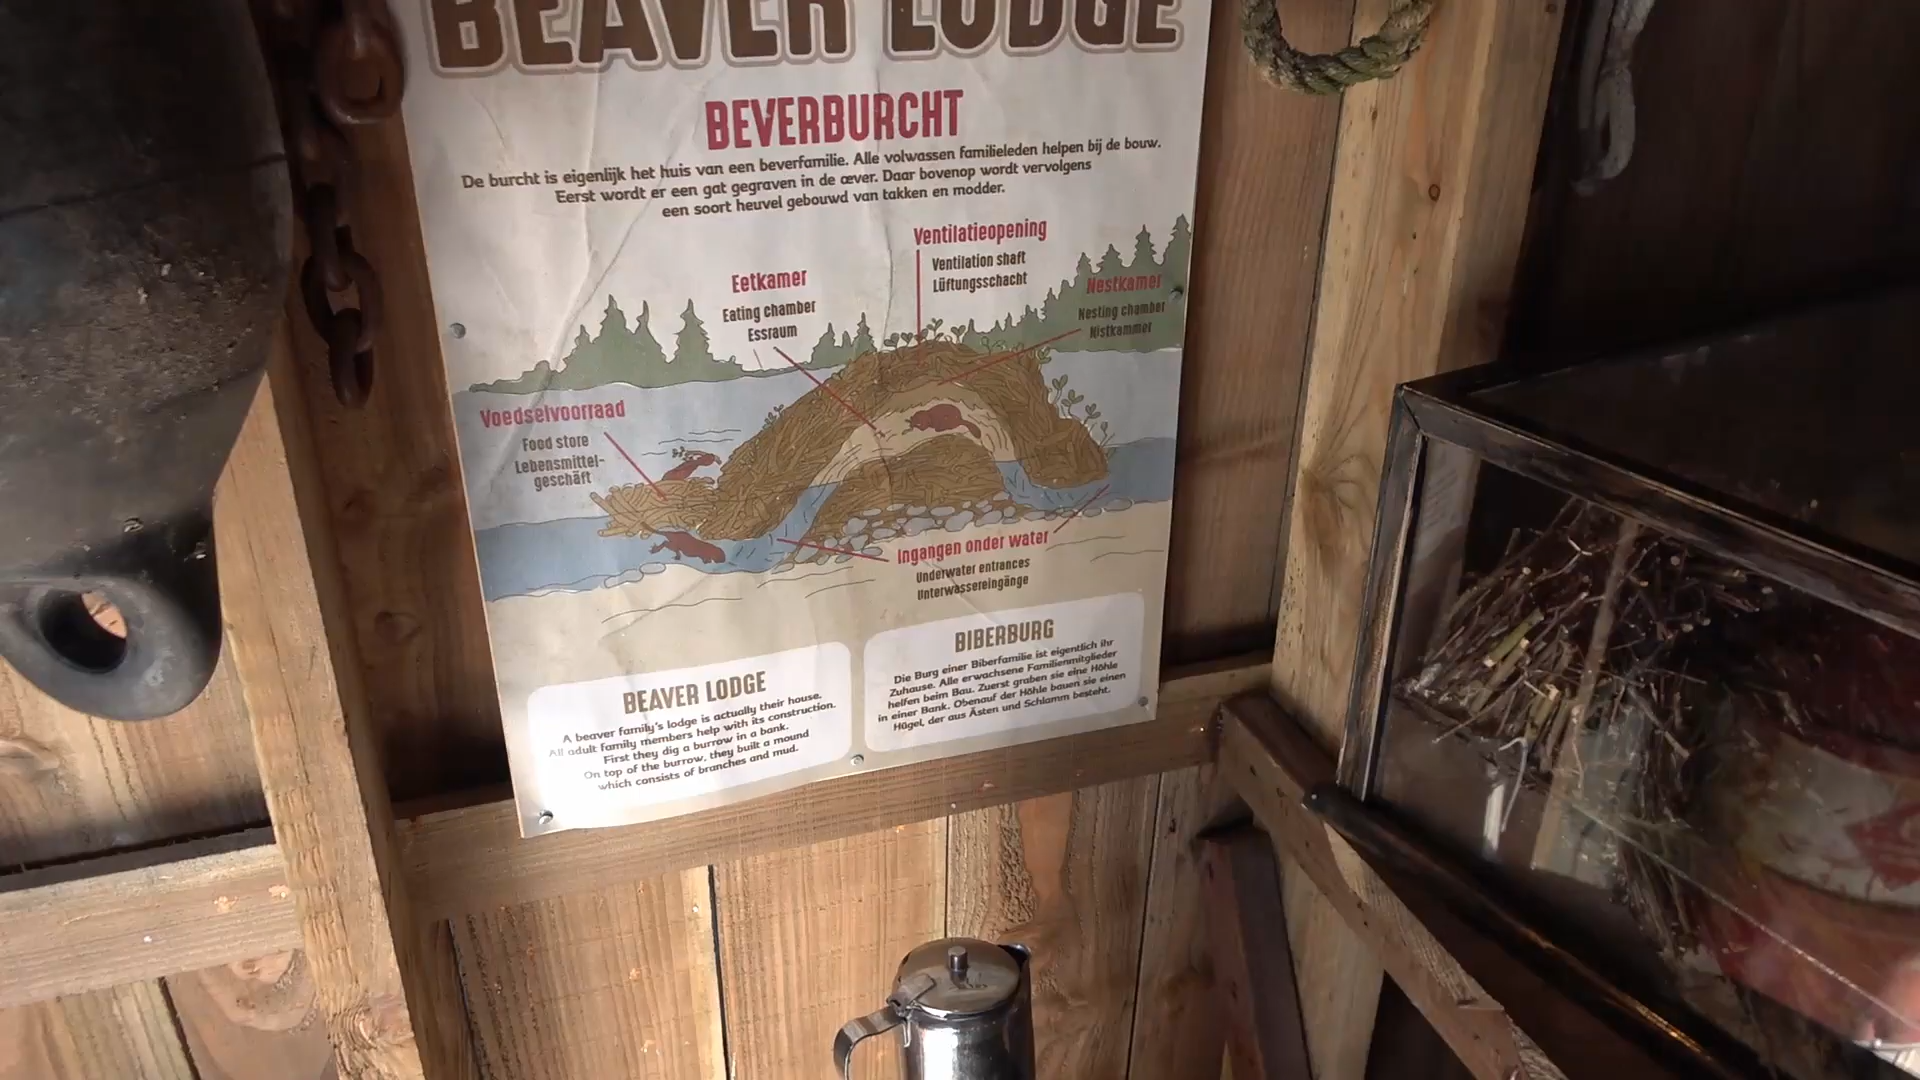 BEAVER LODGE
BEVERBURCHT
De burcht is eigenlijk het huis van een beverfamilie. Alle volwassen familieleden helpen bij de bouw.
Eerst wordt er een gat gegraven in de œver. Daar bovenop wordt vervolgens
een soort heuvel gebouwd van takken en modder.
Ventilatieopening
Ventilation shaft
Lüftungsschacht
Eetkamer
Eating chamber
Essraum
Nestkamer
Nesting chamber
Nistkammer
Voedselvoorraad
Food store
Lebensmittel-
geschäft
Ingangen onder water
Underwater entrances
Unterwassereingänge
BEAVER LODGE
A beaver family's lodge is actually their house.
All adult family members help with its construction.
First they dig a burrow in a bank.
On top of the burrow, they built a mound
which consists of branches and mud.
BIBERBURG
Die Burg einer Biberfamilie ist eigentlich ihr
Zuhause. Alle erwachsene Familienmitglieder
helfen beim Bau. Zuerst graben sie eine Höhle
in einer Bank. Obenauf der Höhle bauen sie einen
Hügel, der aus Ästen und Schlamm besteht.